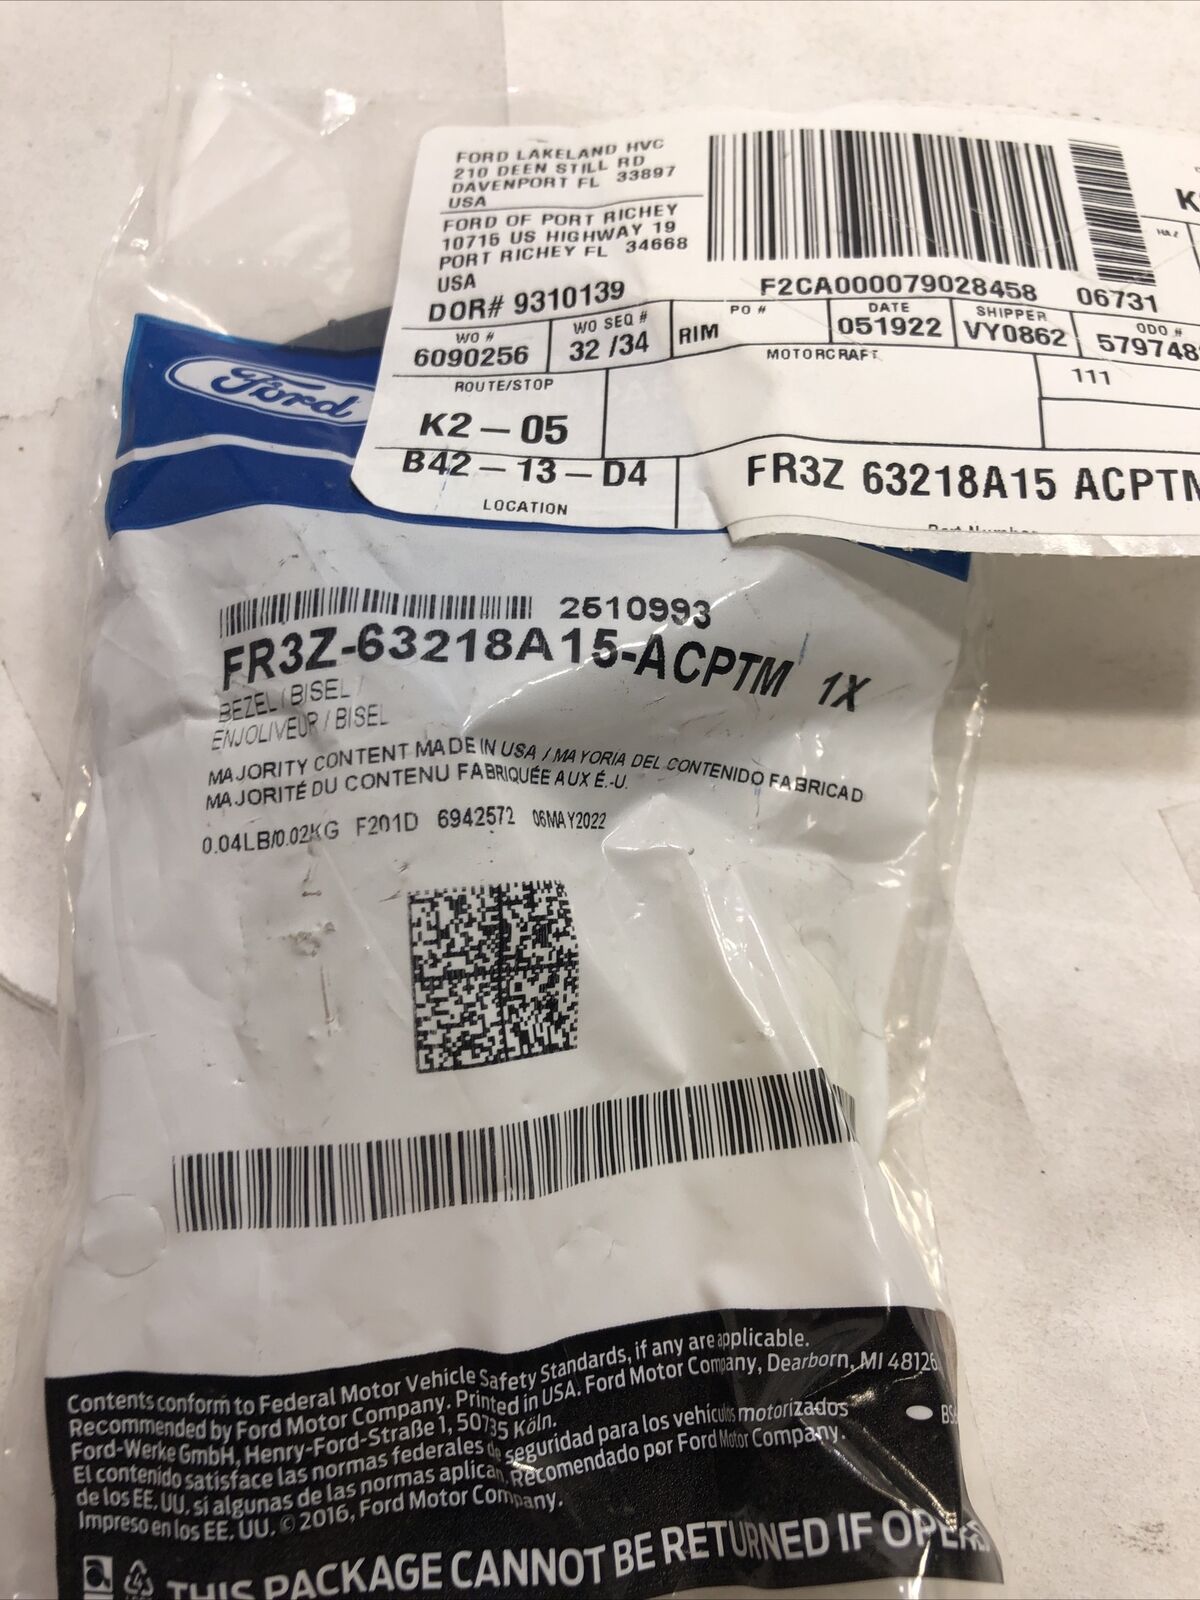 FORD LAKELAND HVC
210 DEEN STILL RD
DAVENPORT FL 33897
USA
FORD OF PORT RICHEY
10715 US HIGHWAY 19
PORT RICHEY FL 34668
USA
DOR# 9310139
F2CA000079028458 06731
WO #
6090256
WO SEQ #
32 /34
RIM
PO #
DATE
051922
SHIPPER
VY0862
ODO #
579748
MOTORCRAFT
111
ROUTE/STOP
K2 - 05
B42 - 13 - D4
LOCATION
FR3Z 63218A15 ACPTM
Part Number
Ford
2510993
FR3Z-63218A15-ACPTM 1X
BEZEL / BISEL /
ENJOLIVEUR / BISEL
MAJORITY CONTENT MADE IN USA / MAYORÍA DEL CONTENIDO FABRICAD
MAJORITÉ DU CONTENU FABRIQUÉE AUX É.-U.
0.04LB/0.02KG F201D 6942572 06MAY2022
Contents conform to Federal Motor Vehicle Safety Standards, if any are applicable.
Recommended by Ford Motor Company. Printed in USA. Ford Motor Company, Dearborn, MI 48126
Ford-Werke GmbH, Henry-Ford-Straße 1, 50735 Köln.
El contenido satisface las normas federales de seguridad para los vehículos motorizados
de los EE. UU. si algunas de las normas aplican. Recomendado por Ford Motor Company.
Impreso en los EE. UU. © 2016, Ford Motor Company.
THIS PACKAGE CANNOT BE RETURNED IF OPEN